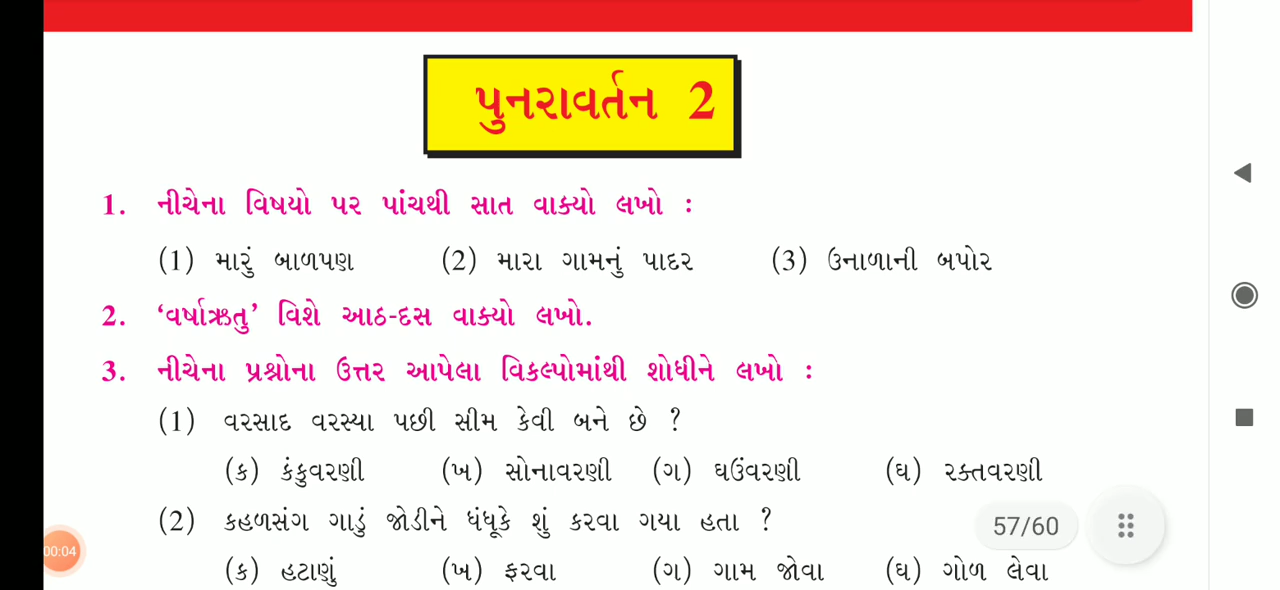 પુનરાવર્તન 2
1. નીચેના વિષયો પર પાંચથી સાત વાક્યો લખો :
(1) મારું બાળપણ (2) મારા ગામનું પાદર (3) ઉનાળાની બપોર
2. ‘વર્ષાઋતુ’ વિશે આઠ-દસ વાક્યો લખો.
3. નીચેના પ્રશ્નોના ઉત્તર આપેલા વિકલ્પોમાંથી શોધીને લખો :
(1) વરસાદ વરસ્યા પછી સીમ કેવી બને છે ?
(ક) કંકુવરણી (ખ) સોનાવરણી (ગ) ઘઉંવરણી (ઘ) રક્તવરણી
(2) કહળસંગ ગાડું જોડીને ધંધૂકે શું કરવા ગયા હતા ?
57/60
00:04
(ક) હટાણું (ખ) ફરવા (ગ) ગામ જોવા (ઘ) ગોળ લેવા